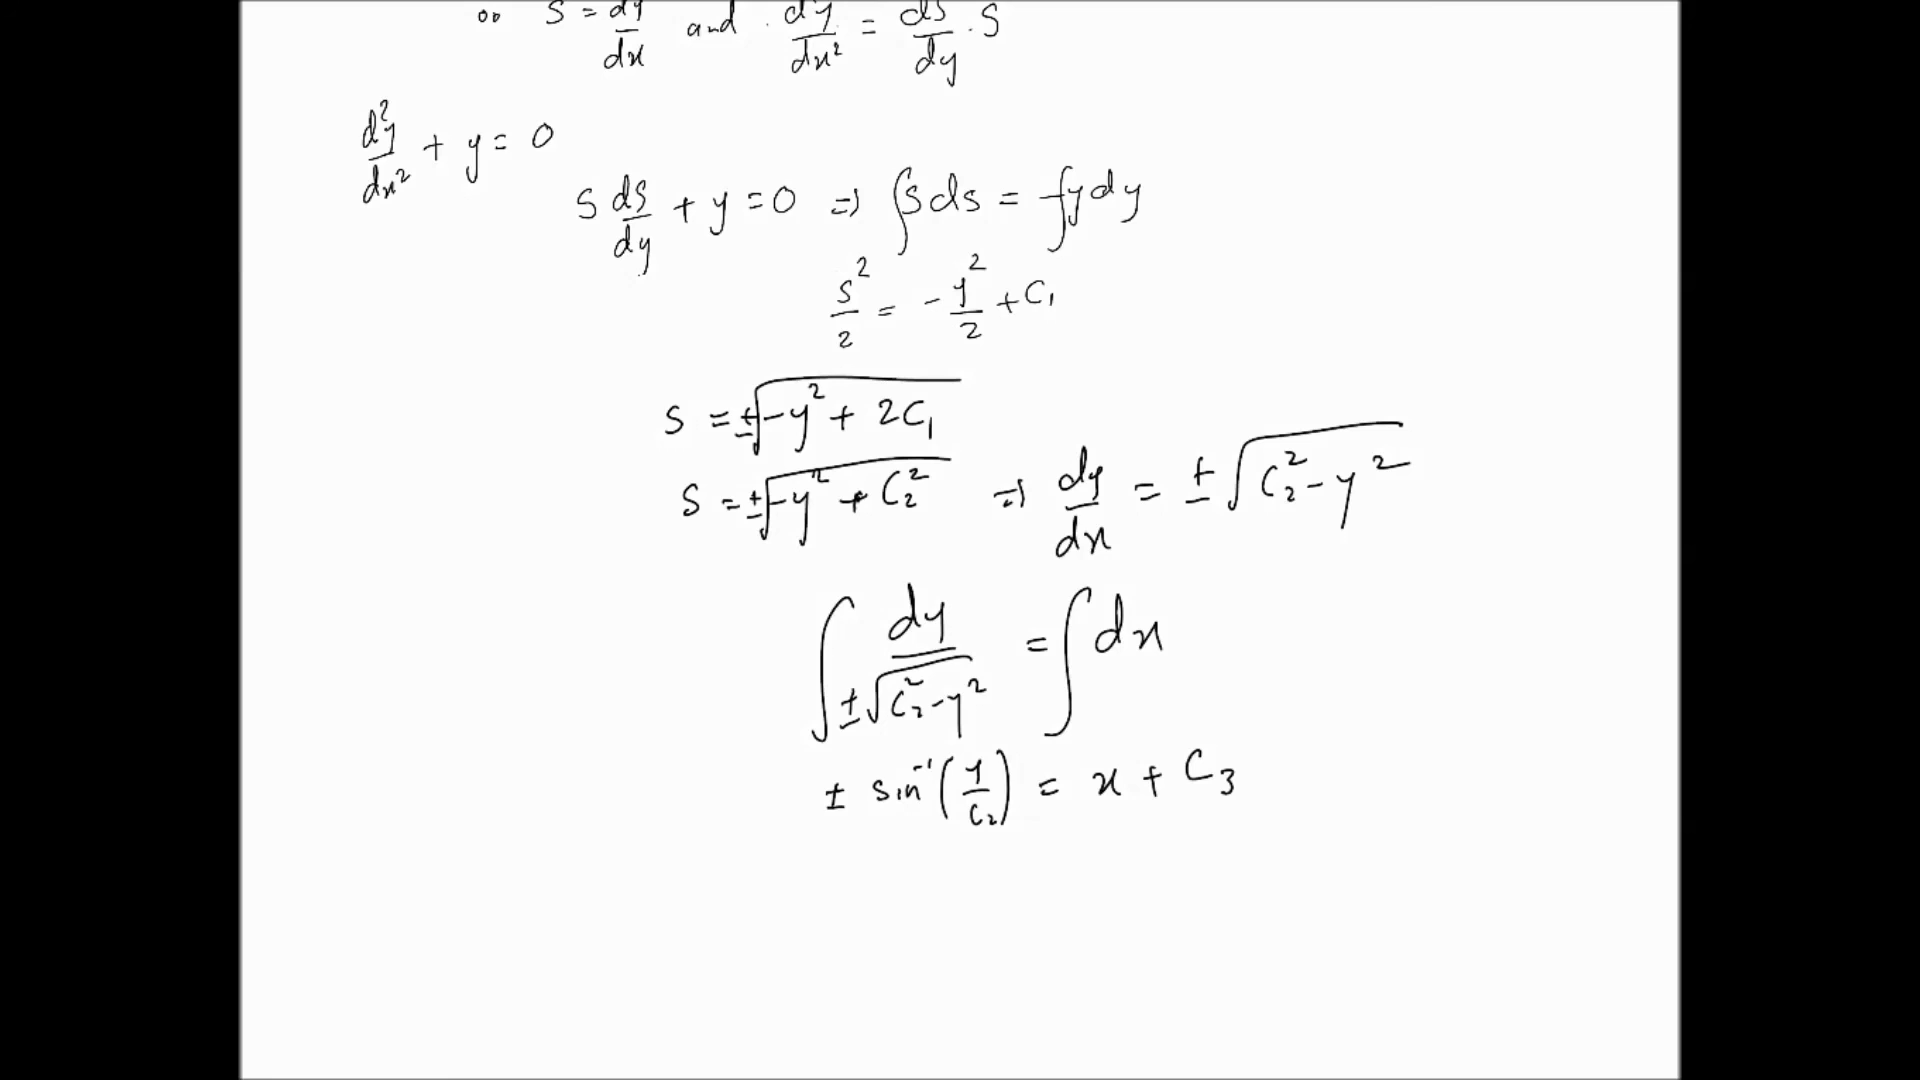 ∴ S = dy/dx and d²y/dx² = dS/dy . S
d²y/dx² + y = 0
S dS/dy + y = 0 ⇒ ∫S ds = -∫y dy
S²/2 = - y²/2 + C₁
S = ±√(-y² + 2C₁)
S = ±√(-y² + C₂²) ⇒ dy/dx = ±√(C₂² - y²)
∫ dy/±√(C₂² - y²) = ∫ dx
± sin⁻¹(y/C₂) = x + C₃